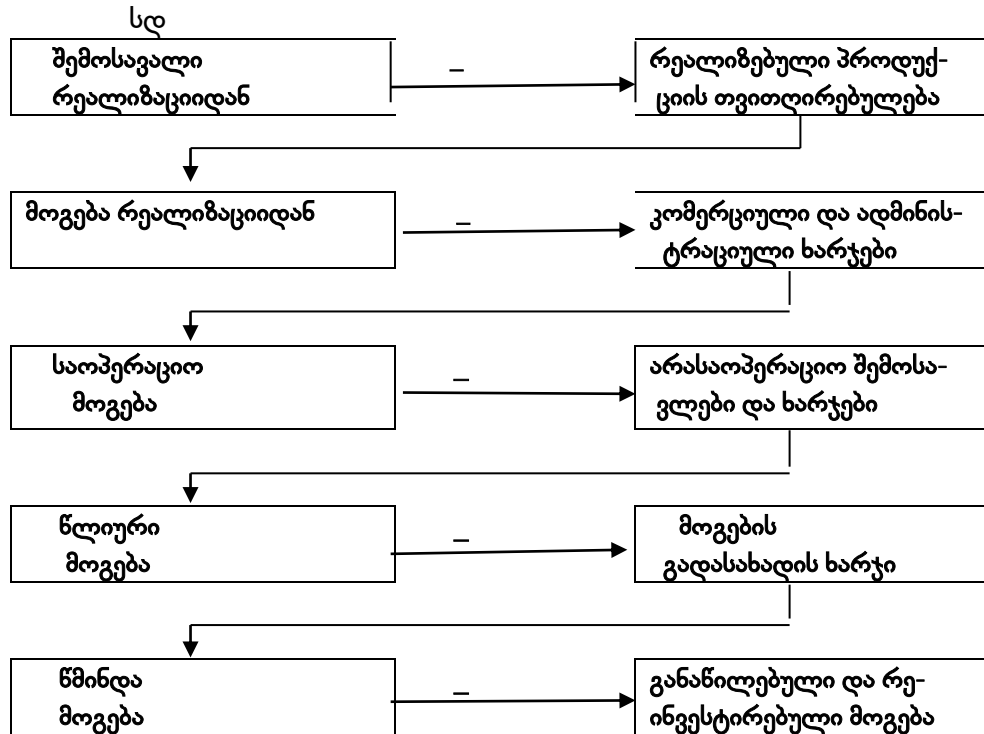 სდ
შემოსავალი
რეალიზაციიდან
–
რეალიზებული პროდუქ-
ციის თვითღირებულება
მოგება რეალიზაციიდან
–
კომერციული და ადმინის-
ტრაციული ხარჯები
საოპერაციო
მოგება
–
არასაოპერაციო შემოსა-
ვლები და ხარჯები
წლიური
მოგება
–
მოგების
გადასახადის ხარჯი
წმინდა
მოგება
–
განაწილებული და რე-
ინვესტირებული მოგება